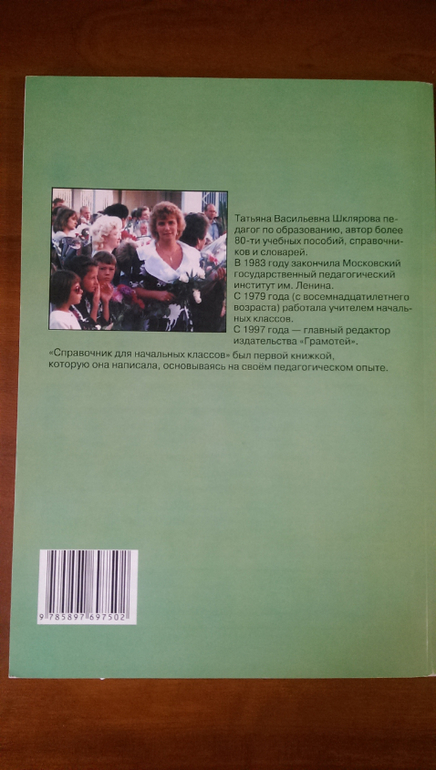 Татьяна Васильевна Шклярова пе-
дагог по образованию, автор более
80-ти учебных пособий, справочни-
ков и словарей.
В 1983 году закончила Московский
государственный педагогический
институт им. Ленина.
С 1979 года (с восемнадцатилетнего
возраста) работала учителем началь-
ных классов.
С 1997 года — главный редактор
издательства «Грамотей».
«Справочник для начальных классов» был первой книжкой,
которую она написала, основываясь на своём педагогическом опыте.
9 785897 697502